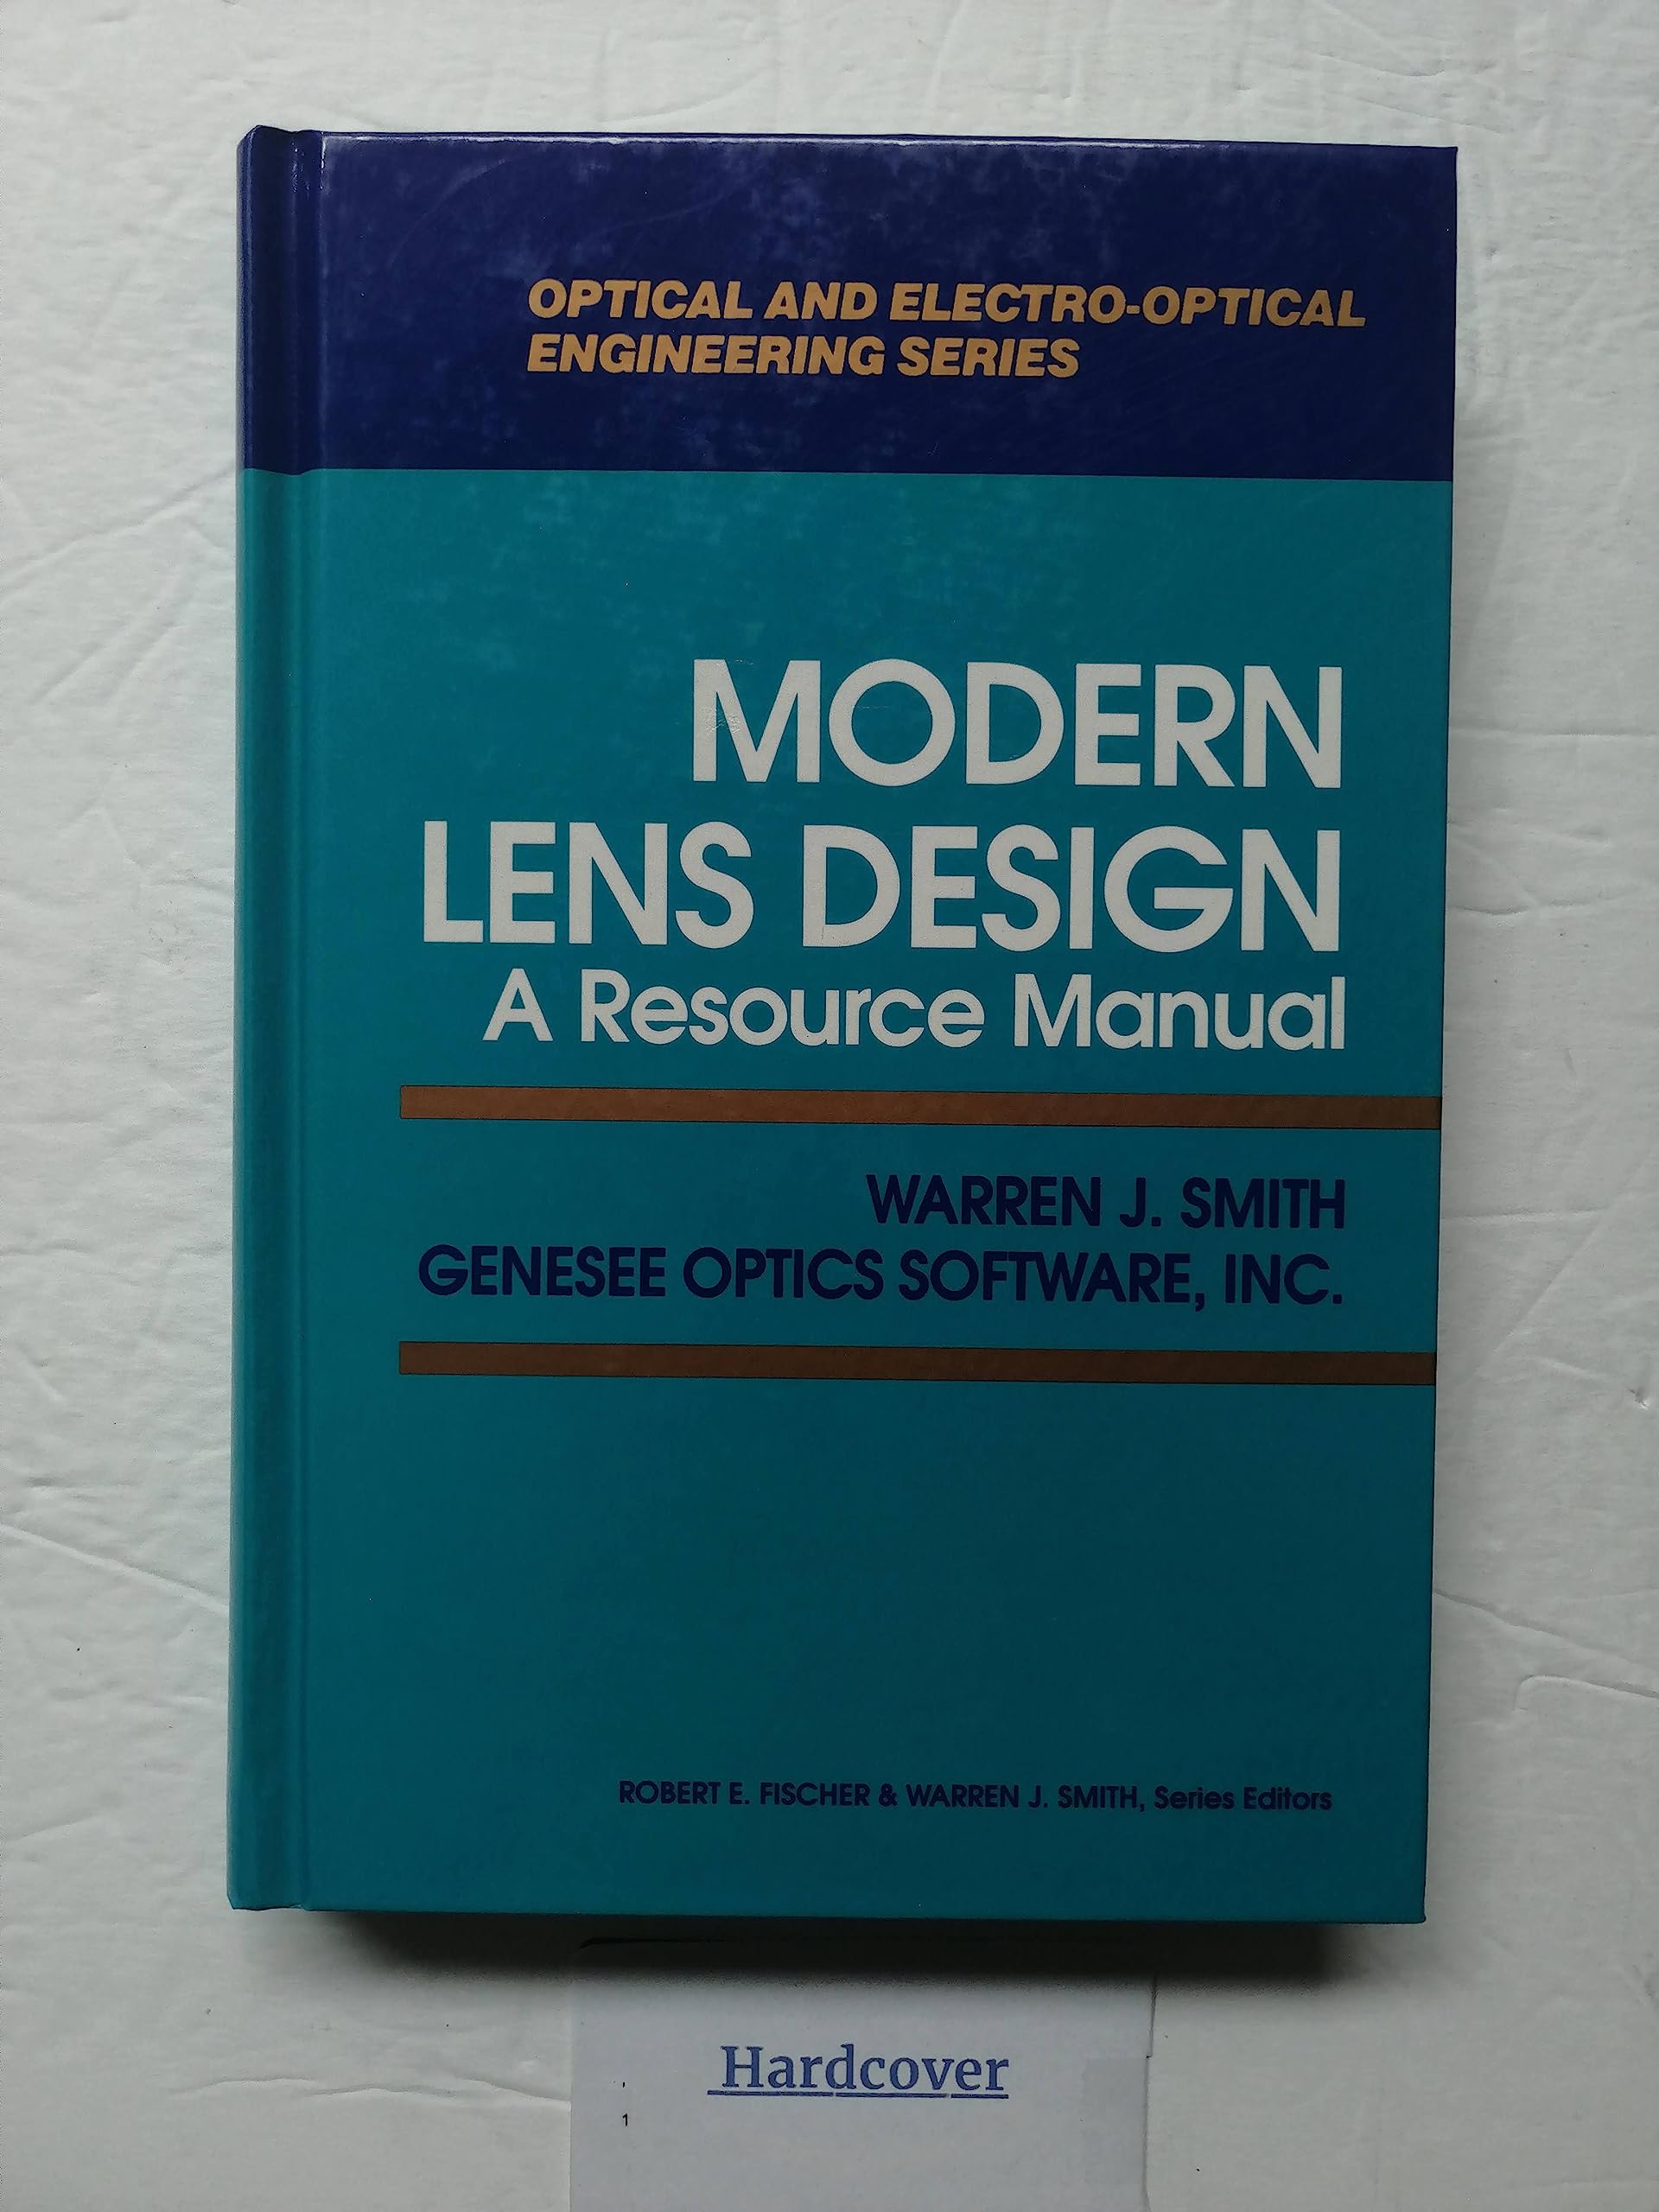 OPTICAL AND ELECTRO-OPTICAL
ENGINEERING SERIES
MODERN
LENS DESIGN
A Resource Manual
WARREN J. SMITH
GENESEE OPTICS SOFTWARE, INC.
ROBERT E. FISCHER & WARREN J. SMITH, Series Editors
Hardcover
1